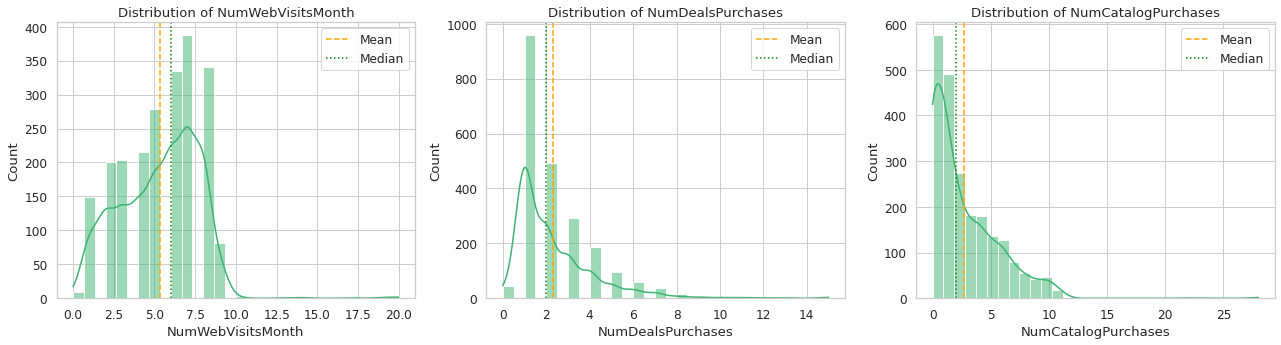 Distribution of NumWebVisitsMonth
400
350
300
250
200
150
100
50
0
Count
0.0 2.5 5.0 7.5 10.0 12.5 15.0 17.5 20.0
NumWebVisitsMonth
Mean
Median
Distribution of NumDealsPurchases
1000
800
600
400
200
0
Count
0 2 4 6 8 10 12 14
NumDealsPurchases
Mean
Median
Distribution of NumCatalogPurchases
600
500
400
300
200
100
0
Count
0 5 10 15 20 25
NumCatalogPurchases
Mean
Median